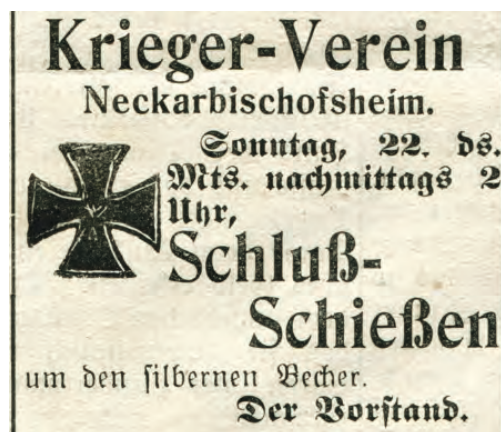 Krieger-Verein
Neckarbischofsheim.
Sonntag, 22. ds.
Mts. nachmittags 2
Uhr,
Schluß-
Schießen
um den silbernen Becher.
Der Vorstand.